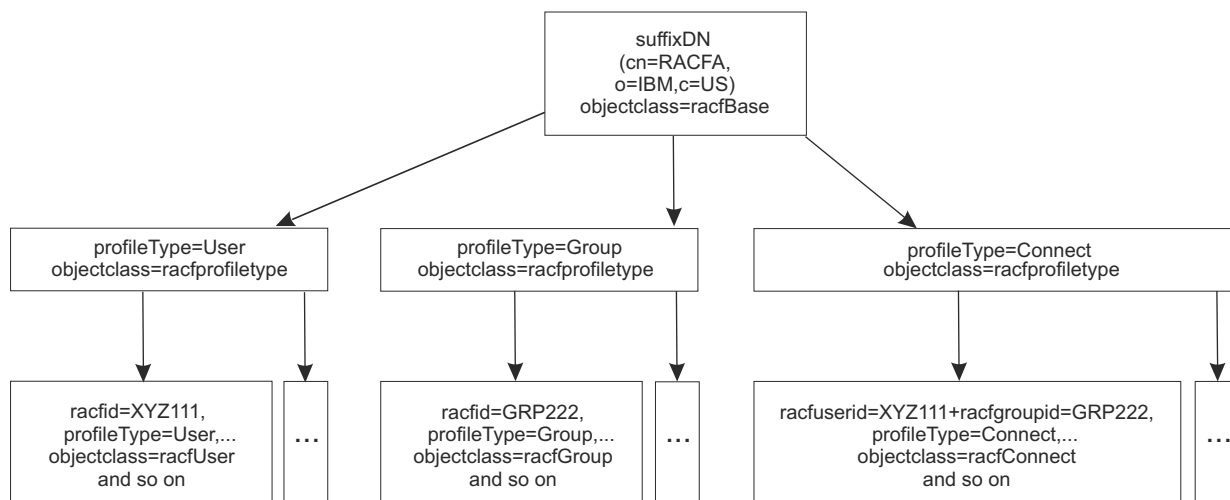 suffixDN
(cn=RACFA,
o=IBM,c=US)
objectclass=racfBase
profileType=User
objectclass=racfprofiletype
profileType=Group
objectclass=racfprofiletype
profileType=Connect
objectclass=racfprofiletype
racfid=XYZ111,
profileType=User,...
objectclass=racfUser
and so on
...
racfid=GRP222,
profileType=Group,...
objectclass=racfGroup
and so on
...
racfuserid=XYZ111+racfgroupid=GRP222,
profileType=Connect,...
objectclass=racfConnect
and so on
...